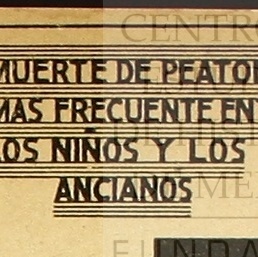 MUERTE DE PEATON
MAS FRECUENTE EN
LOS NIÑOS Y LOS
ANCIANOS